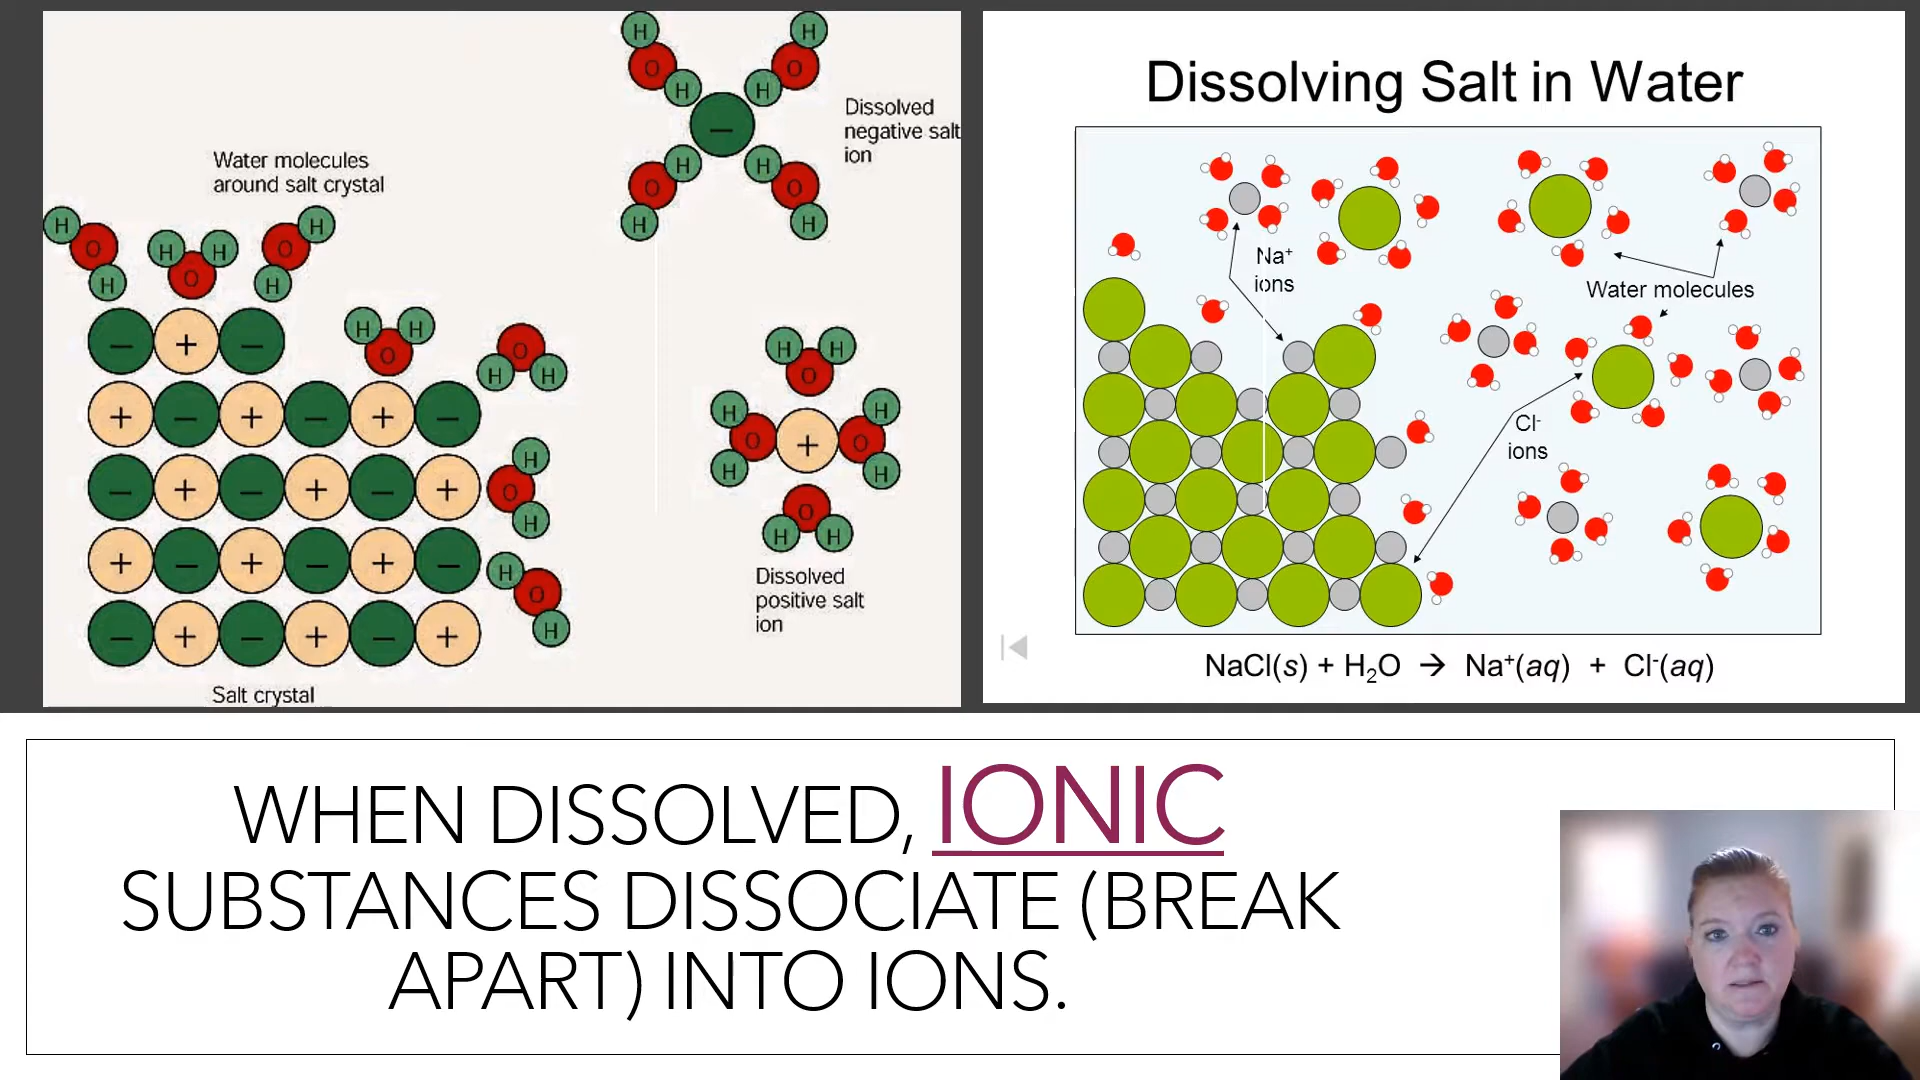 Dissolved
negative salt
ion
Water molecules
around salt crystal
H
H
O
O
H
H
−
H
H
O
O
H
H
H
O
H
H
H
O
H
O
H
− + −
H
H
O
O
H
H
+ − + − + −
− + − + − +
H
O
H
+ − + − + −
H
O
H
− + − + − +
Salt crystal
H
H
O
H
O
H
+
H
O
H
O
H
H
Dissolved
positive salt
ion
Dissolving Salt in Water
Na⁺
ions
Water molecules
Cl⁻
ions
NaCl(s) + H₂O → Na⁺(aq) + Cl⁻(aq)
WHEN DISSOLVED, IONIC
SUBSTANCES DISSOCIATE (BREAK
APART) INTO IONS.